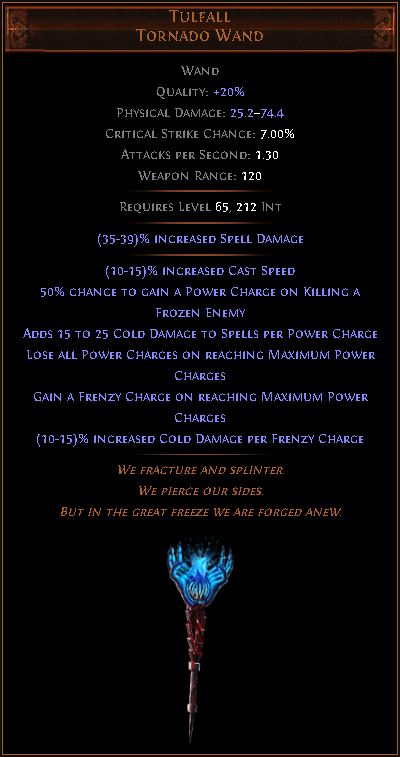 Tulfall
Tornado Wand
Wand
Quality: +20%
Physical Damage: 25.2–74.4
Critical Strike Chance: 7.00%
Attacks per Second: 1.30
Weapon Range: 120
Requires Level 65, 212 Int
(35-39)% increased Spell Damage
(10-15)% increased Cast Speed
50% chance to gain a Power Charge on Killing a
Frozen Enemy
Adds 15 to 25 Cold Damage to Spells per Power Charge
Lose all Power Charges on reaching Maximum Power
Charges
Gain a Frenzy Charge on reaching Maximum Power
Charges
(10-15)% increased Cold Damage per Frenzy Charge
We fracture and splinter.
We pierce our sides.
But in the great freeze we are forged anew.